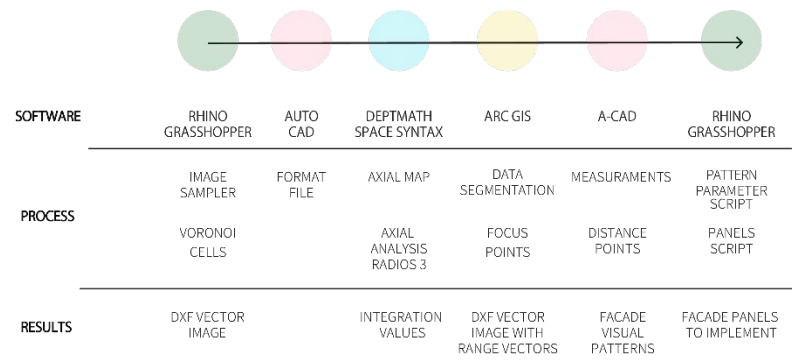 SOFTWARE RHINO GRASSHOPPER AUTO CAD DEPTMATH SPACE SYNTAX ARC GIS A-CAD RHINO GRASSHOPPER
PROCESS
IMAGE SAMPLER FORMAT FILE AXIAL MAP DATA SEGMENTATION MEASURAMENTS PATTERN PARAMETER SCRIPT
VORONOI CELLS AXIAL ANALYSIS RADIOS 3 FOCUS POINTS DISTANCE POINTS PANELS SCRIPT
RESULTS DXF VECTOR IMAGE INTEGRATION VALUES DXF VECTOR IMAGE WITH RANGE VECTORS FACADE VISUAL PATTERNS FACADE PANELS TO IMPLEMENT